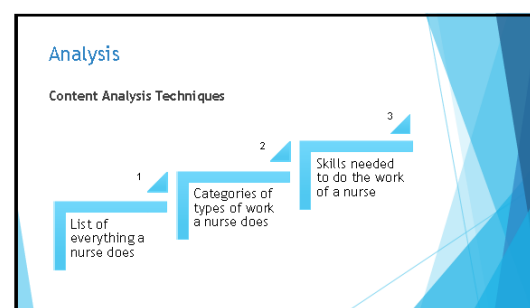 Analysis
Content Analysis Techniques
1
List of
everything a
nurse does
2
Categories of
types of work
a nurse does
3
Skills needed
to do the work
of a nurse